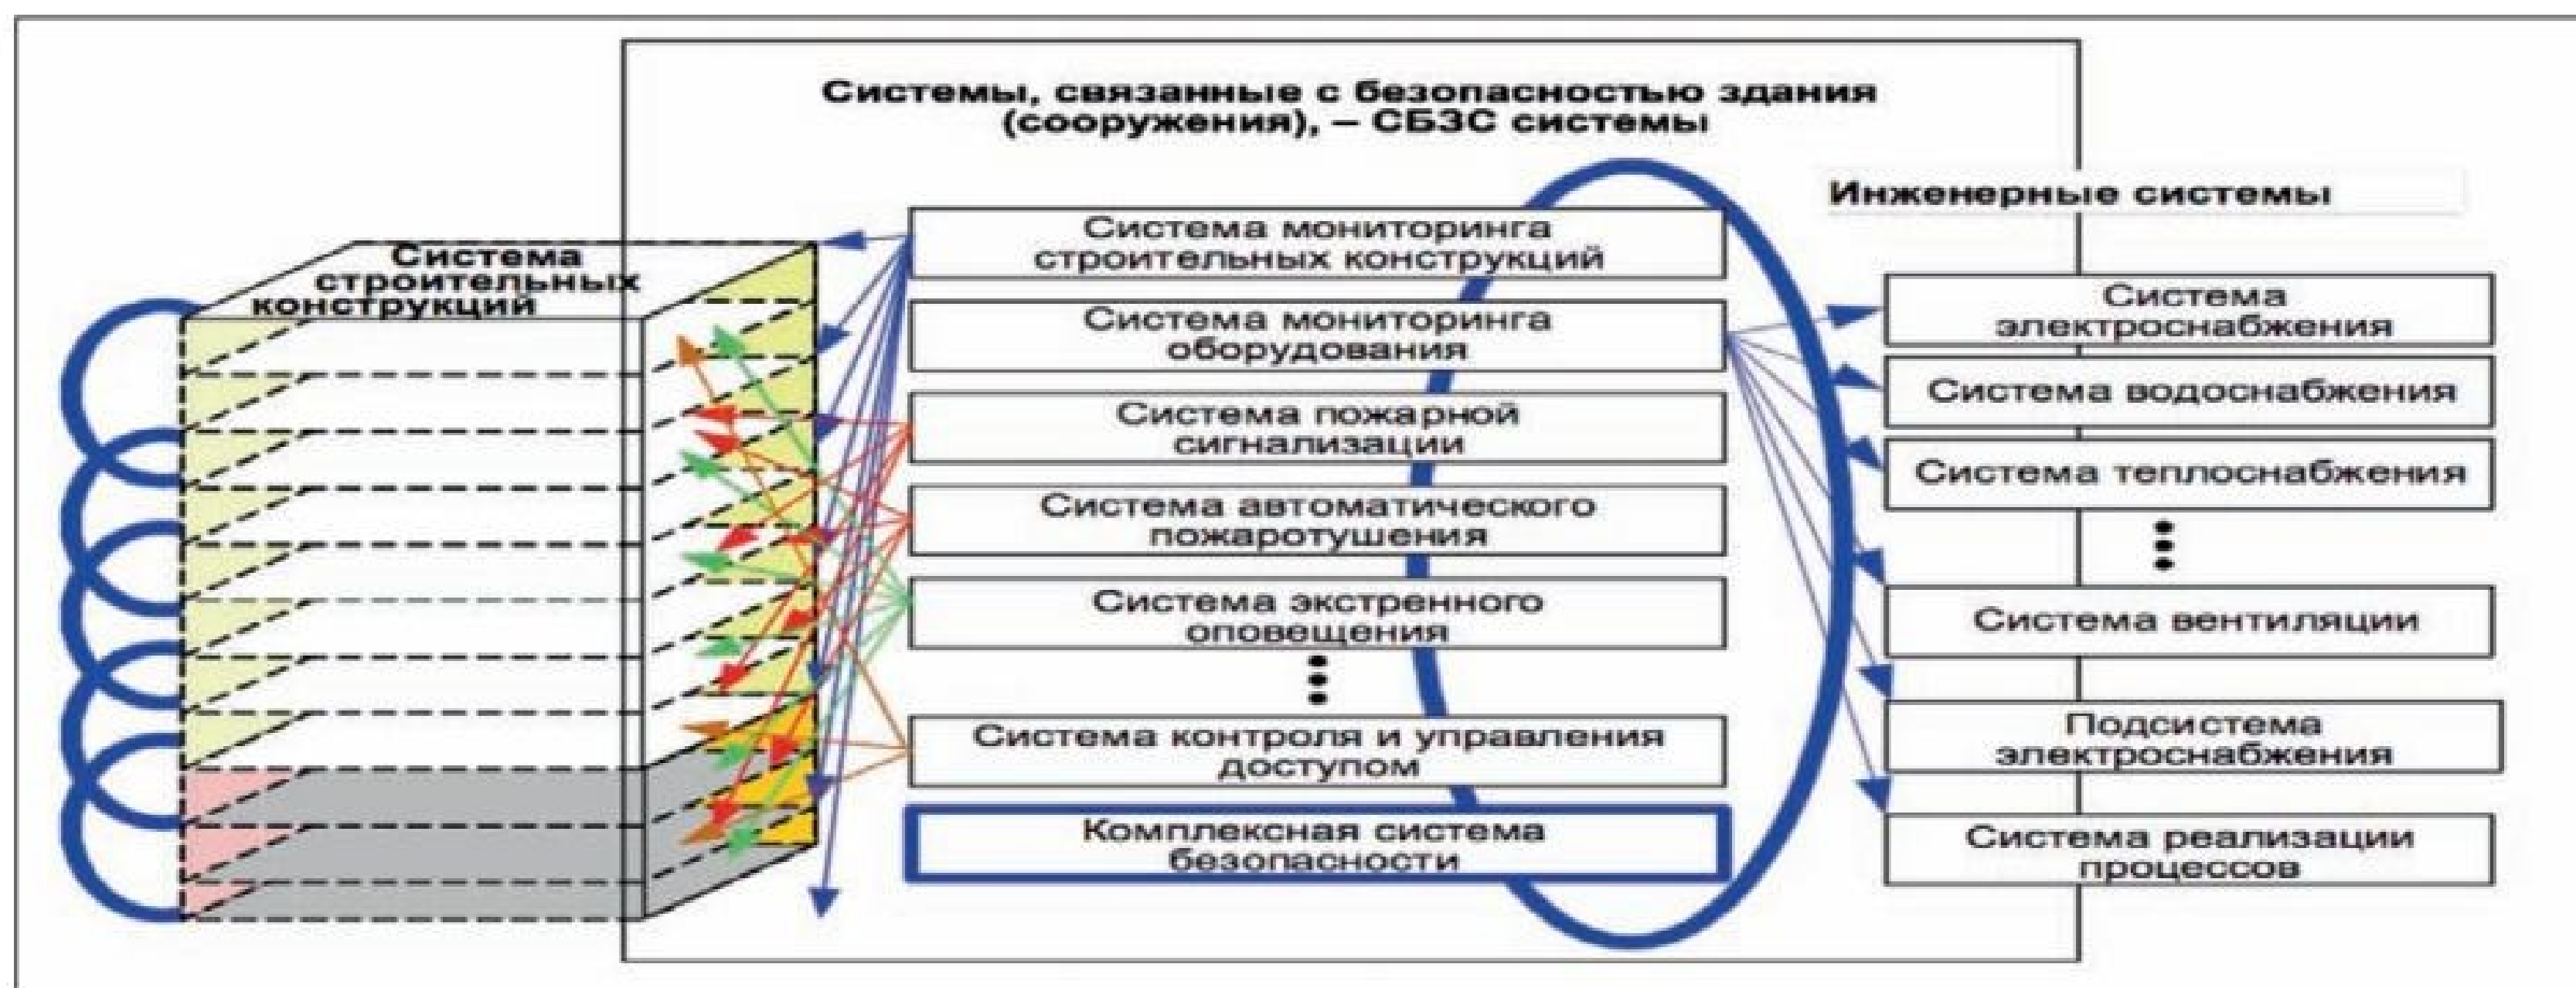 Системы, связанные с безопасностью здания
(сооружения), – СБЗС системы
Инженерные системы
Система
строительных
конструкций
Система мониторинга
строительных конструкций
Система мониторинга
оборудования
Система пожарной
сигнализации
Система автоматического
пожаротушения
Система экстренного
оповещения
Система контроля и управления
доступом
Комплексная система
безопасности
Система
электроснабжения
Система водоснабжения
Система теплоснабжения
Система вентиляции
Подсистема
электроснабжения
Система реализации
процессов